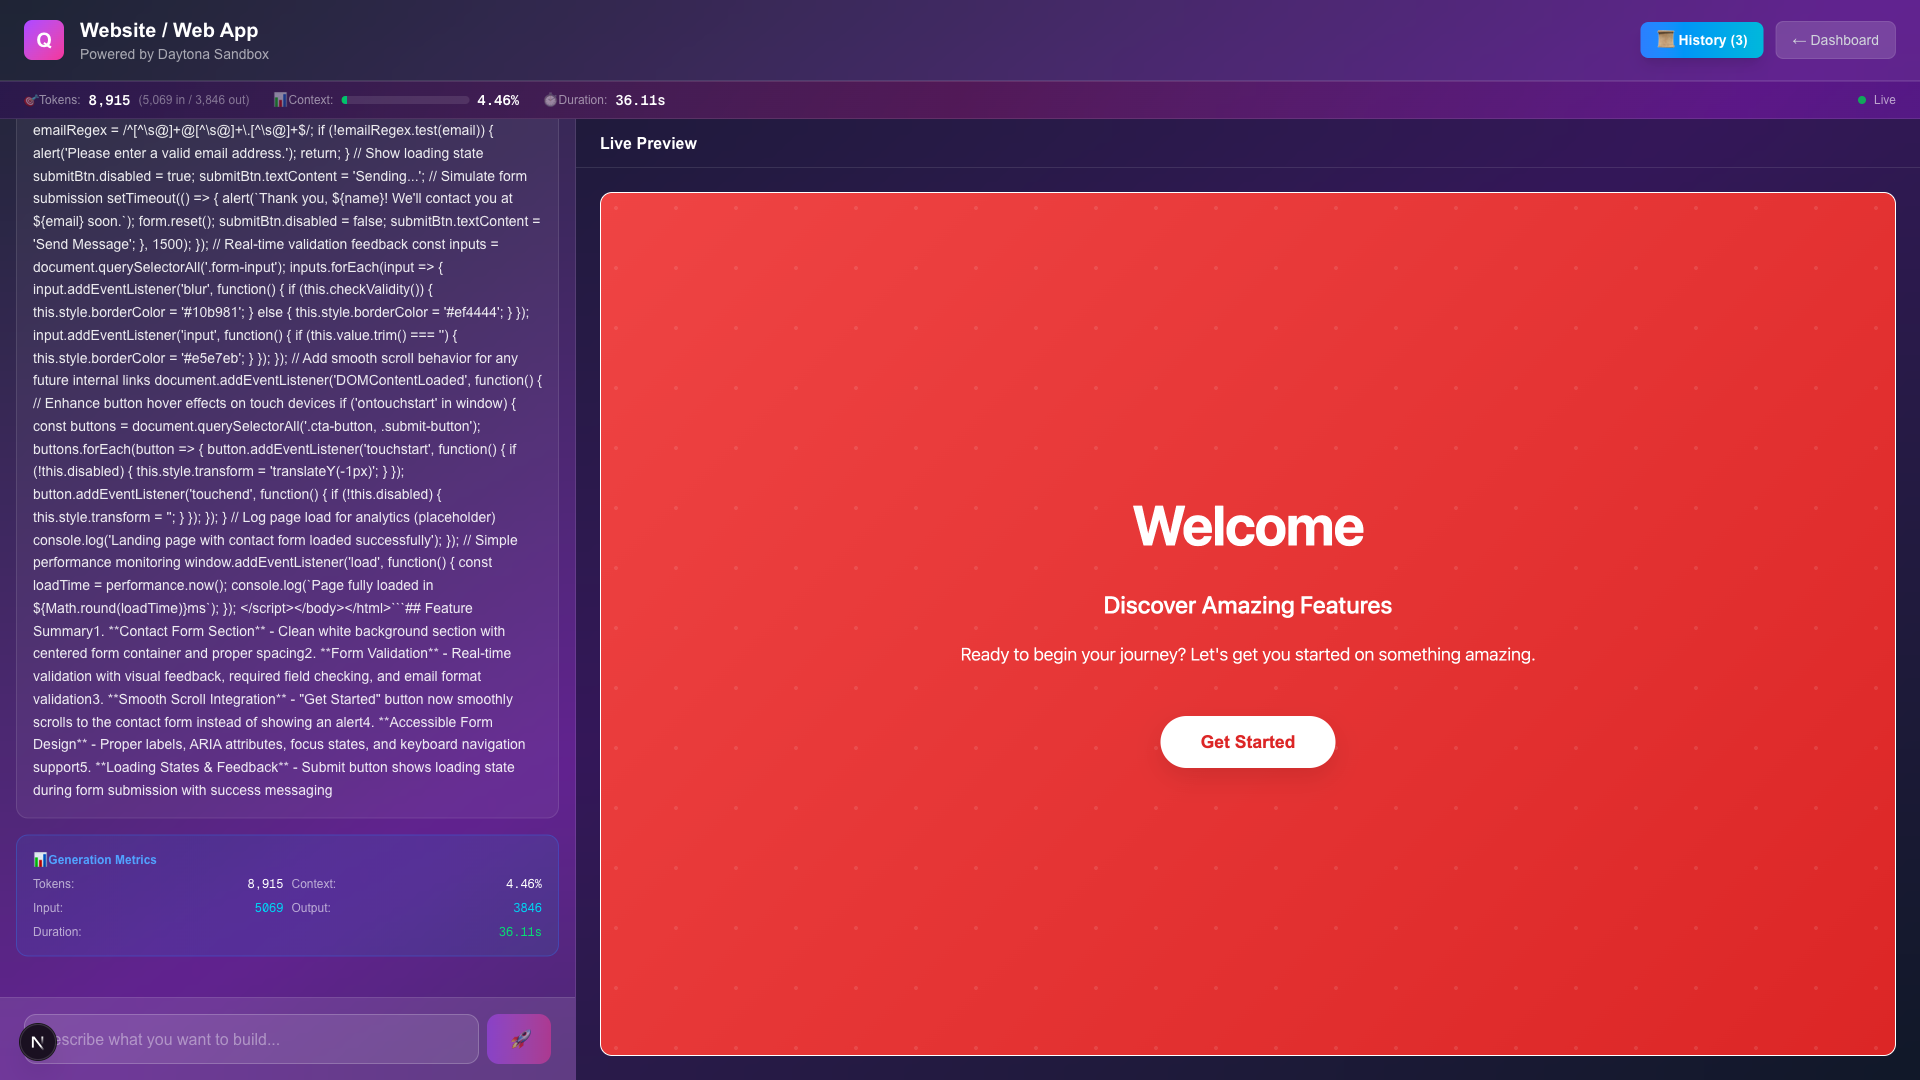 Q
Website / Web App
Powered by Daytona Sandbox
History (3)
← Dashboard
Tokens: 8,915 (5,069 in / 3,846 out) Context: 4.46% Duration: 36.11s
Live
emailRegex = /^[^\s@]+@[^\s@]+\.[^\s@]+$/; if (!emailRegex.test(email)) {
alert('Please enter a valid email address.'); return; } // Show loading state
submitBtn.disabled = true; submitBtn.textContent = 'Sending...'; // Simulate form
submission setTimeout(() => { alert(`Thank you, ${name}! We'll contact you at
${email} soon.`); form.reset(); submitBtn.disabled = false; submitBtn.textContent =
'Send Message'; }, 1500); }); // Real-time validation feedback const inputs =
document.querySelectorAll('.form-input'); inputs.forEach(input => {
input.addEventListener('blur', function() { if (this.checkValidity()) {
this.style.borderColor = '#10b981'; } else { this.style.borderColor = '#ef4444'; } });
input.addEventListener('input', function() { if (this.value.trim() === '') {
this.style.borderColor = '#e5e7eb'; } }); }); // Add smooth scroll behavior for any
future internal links document.addEventListener('DOMContentLoaded', function() {
// Enhance button hover effects on touch devices if ('ontouchstart' in window) {
const buttons = document.querySelectorAll('.cta-button, .submit-button');
buttons.forEach(button => { button.addEventListener('touchstart', function() { if
(!this.disabled) { this.style.transform = 'translateY(-1px)'; } });
button.addEventListener('touchend', function() { if (!this.disabled) {
this.style.transform = ''; } }); }); } // Log page load for analytics (placeholder)
console.log('Landing page with contact form loaded successfully'); }); // Simple
performance monitoring window.addEventListener('load', function() { const
loadTime = performance.now(); console.log(`Page fully loaded in
${Math.round(loadTime)}ms`); }); </script></body></html>```## Feature
Summary1. **Contact Form Section** - Clean white background section with
centered form container and proper spacing2. **Form Validation** - Real-time
validation with visual feedback, required field checking, and email format
validation3. **Smooth Scroll Integration** - "Get Started" button now smoothly
scrolls to the contact form instead of showing an alert4. **Accessible Form
Design** - Proper labels, ARIA attributes, focus states, and keyboard navigation
support5. **Loading States & Feedback** - Submit button shows loading state
during form submission with success messaging
Generation Metrics
Tokens: 8,915 Context: 4.46%
Input: 5069 Output: 3846
Duration: 36.11s
N
escribe what you want to build...
Live Preview
Welcome
Discover Amazing Features
Ready to begin your journey? Let's get you started on something amazing.
Get Started